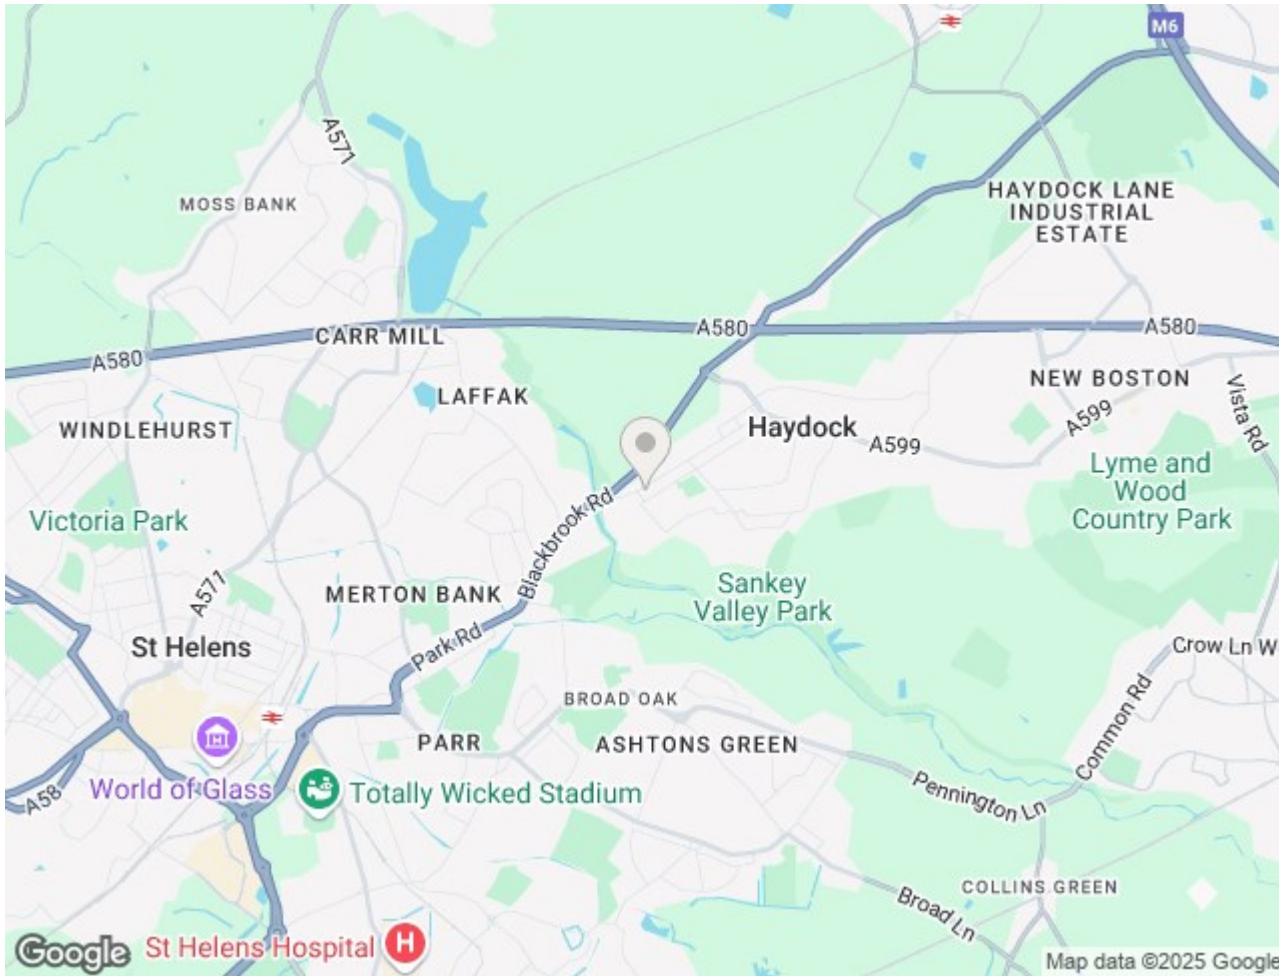 M6
A571
MOSS BANK
HAYDOCK LANE
INDUSTRIAL
ESTATE
A580
A580
CARR MILL
A580
NEW BOSTON
LAFFAK
A599
Vista Rd
WINDLEHURST
Haydock
A599
Lyme and
Wood
Country Park
Victoria Park
Blackbrook Rd
Sankey
Valley Park
A571
MERTON BANK
St Helens
Park Rd
Crow Ln W
BROAD OAK
Common Rd
PARR
ASHTONS GREEN
World of Glass
A58
Totally Wicked Stadium
Pennington Ln
COLLINS GREEN
Broad Ln
Google
St Helens Hospital
H
Map data ©2025 Google